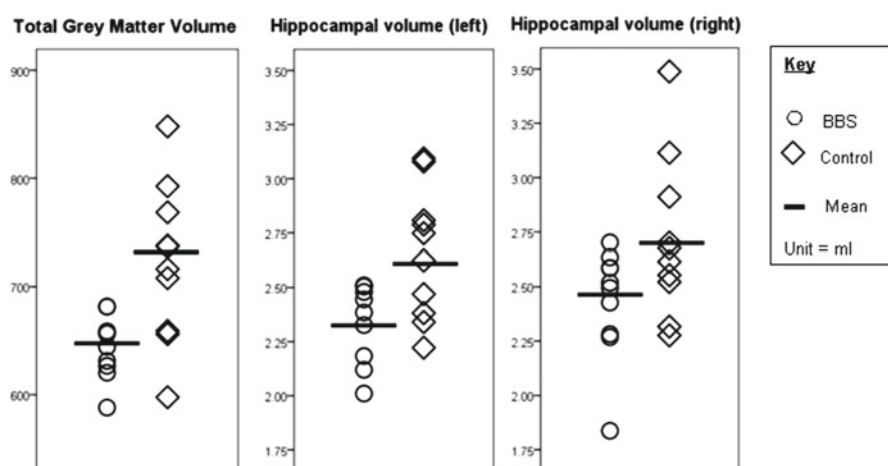 Total Grey Matter Volume
900
800
700
600
Hippocampal volume (left)
3.50
3.25
3.00
2.75
2.50
2.25
2.00
1.75
Hippocampal volume (right)
3.50
3.25
3.00
2.75
2.50
2.25
2.00
1.75
Key
BBS
Control
Mean
Unit = ml